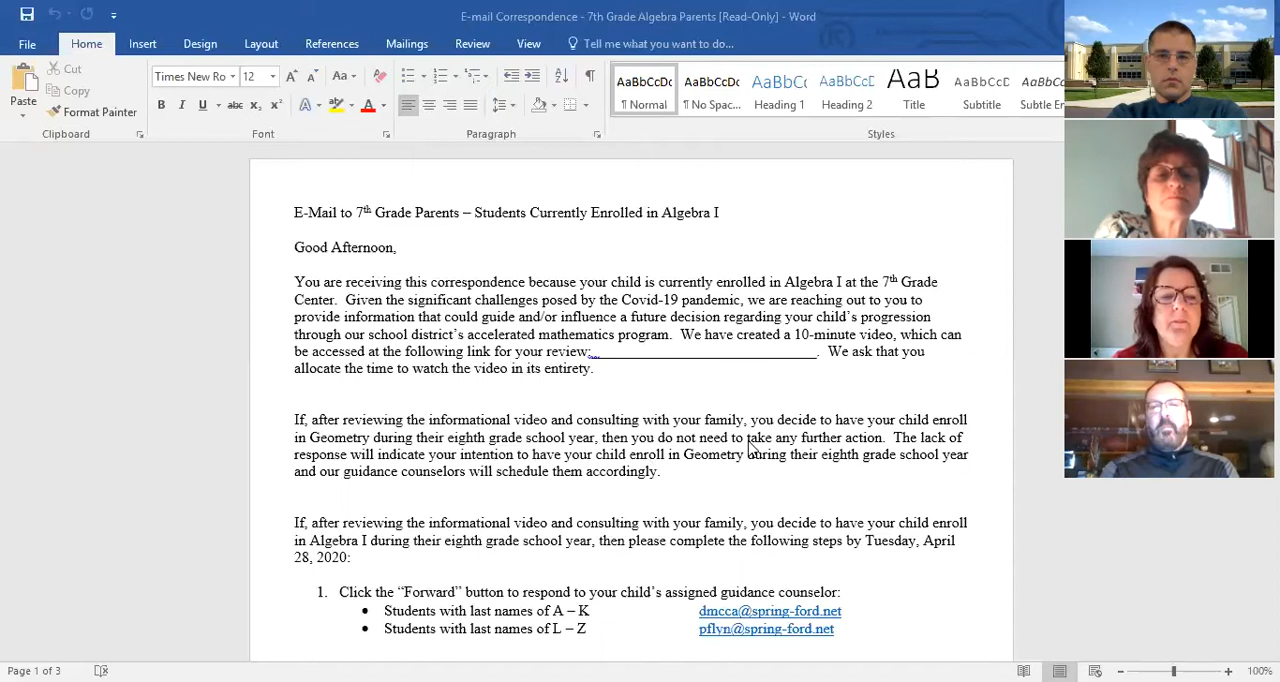 E-mail Correspondence - 7th Grade Algebra Parents [Read-Only] - Word
File Home Insert Design Layout References Mailings Review View Tell me what you want to do...
Paste
Cut
Copy
Format Painter
Clipboard
Times New Ro 12
Font
Paragraph
AaBbCcDc AaBbCcDc AaBbCc AaBbCcC AaB AaBbCcD AaBbCcDc
¶ Normal ¶ No Spac... Heading 1 Heading 2 Title Subtitle Subtle Em
Styles
E-Mail to 7th Grade Parents – Students Currently Enrolled in Algebra I
Good Afternoon,
You are receiving this correspondence because your child is currently enrolled in Algebra I at the 7th Grade
Center. Given the significant challenges posed by the Covid-19 pandemic, we are reaching out to you to
provide information that could guide and/or influence a future decision regarding your child's progression
through our school district's accelerated mathematics program. We have created a 10-minute video, which can
be accessed at the following link for your review: ______________________________. We ask that you
allocate the time to watch the video in its entirety.
If, after reviewing the informational video and consulting with your family, you decide to have your child enroll
in Geometry during their eighth grade school year, then you do not need to take any further action. The lack of
response will indicate your intention to have your child enroll in Geometry during their eighth grade school year
and our guidance counselors will schedule them accordingly.
If, after reviewing the informational video and consulting with your family, you decide to have your child enroll
in Algebra I during their eighth grade school year, then please complete the following steps by Tuesday, April
28, 2020:
1. Click the “Forward” button to respond to your child's assigned guidance counselor:
• Students with last names of A – K dmcca@spring-ford.net
• Students with last names of L – Z pflyn@spring-ford.net
Page 1 of 3
100%